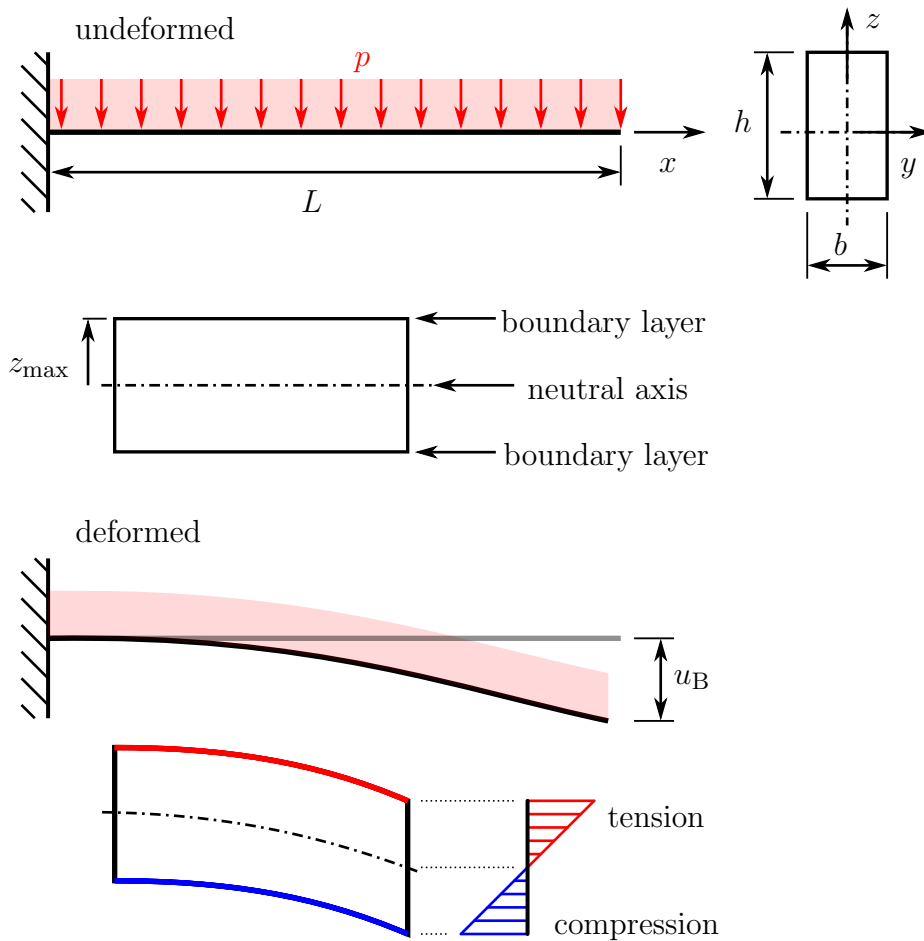 undeformed
p
z
h
x
y
L
b
boundary layer
z_max
neutral axis
boundary layer
deformed
u_B
tension
compression